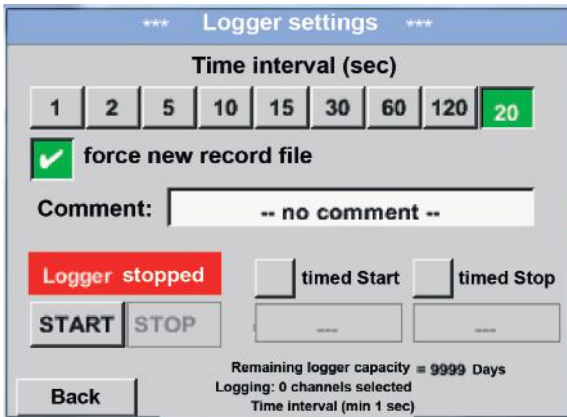 *** Logger settings ***
Time interval (sec)
1 2 5 10 15 30 60 120 20
force new record file
Comment: -- no comment --
Logger stopped timed Start timed Stop
START STOP --- ---
Remaining logger capacity = 9999 Days
Logging: 0 channels selected
Back Time interval (min 1 sec)